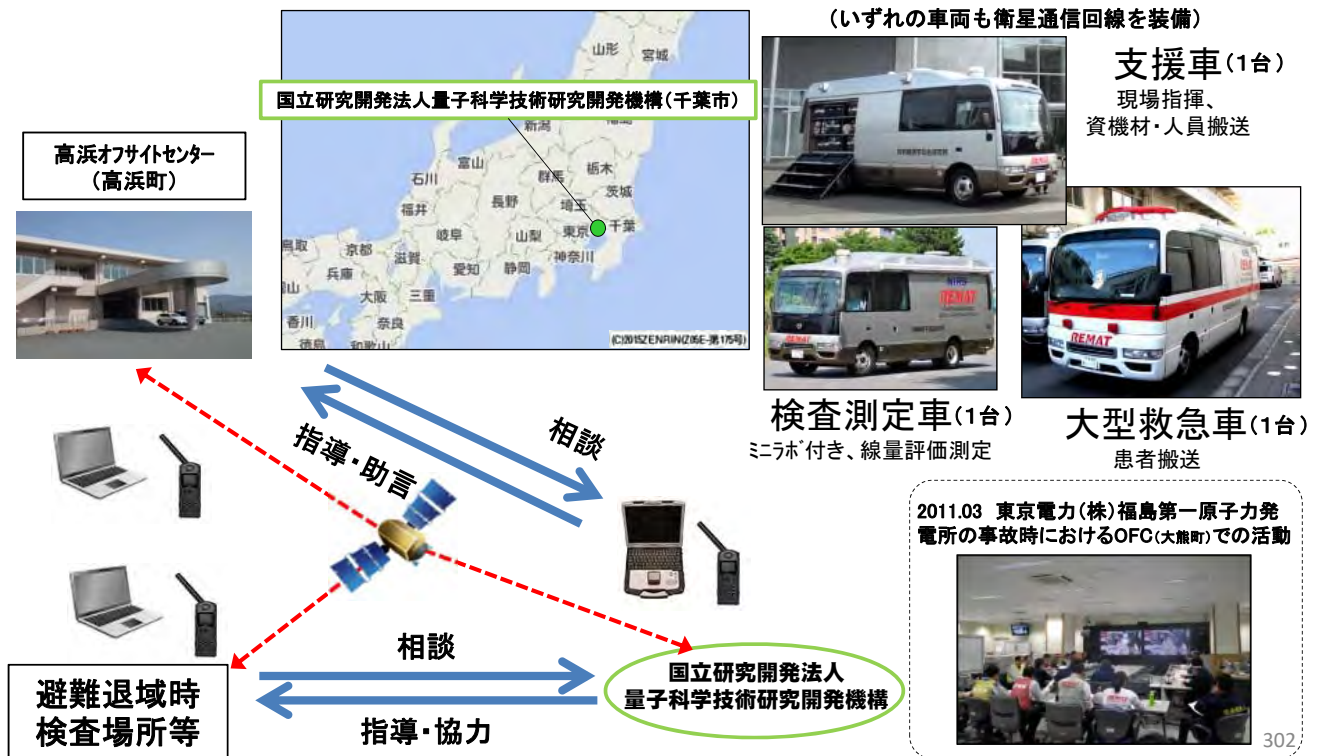 (いずれの車両も衛星通信回線を装備)
支援車(1台)
現場指揮、
資機材・人員搬送
国立研究開発法人量子科学技術研究開発機構(千葉市)
山形
宮城
新潟
福島
富山
石川
群馬
栃木
茨城
福井
長野
埼玉
岐阜
山梨
東京
千葉
鳥取
京都
滋賀
愛知
静岡
神奈川
兵庫
大阪
三重
香川
奈良
徳島
和歌山
(C)2015ZENRIN(Z05E-第175号)
高浜オフサイトセンター
(高浜町)
NIRS
REMAT
REMAT
検査測定車(1台)
ミニラボ付き、線量評価測定
大型救急車(1台)
患者搬送
相談
指導・助言
2011.03 東京電力(株)福島第一原子力発
電所の事故時におけるOFC(大熊町)での活動
REMAT
避難退域時
検査場所等
相談
指導・協力
国立研究開発法人
量子科学技術研究開発機構
302